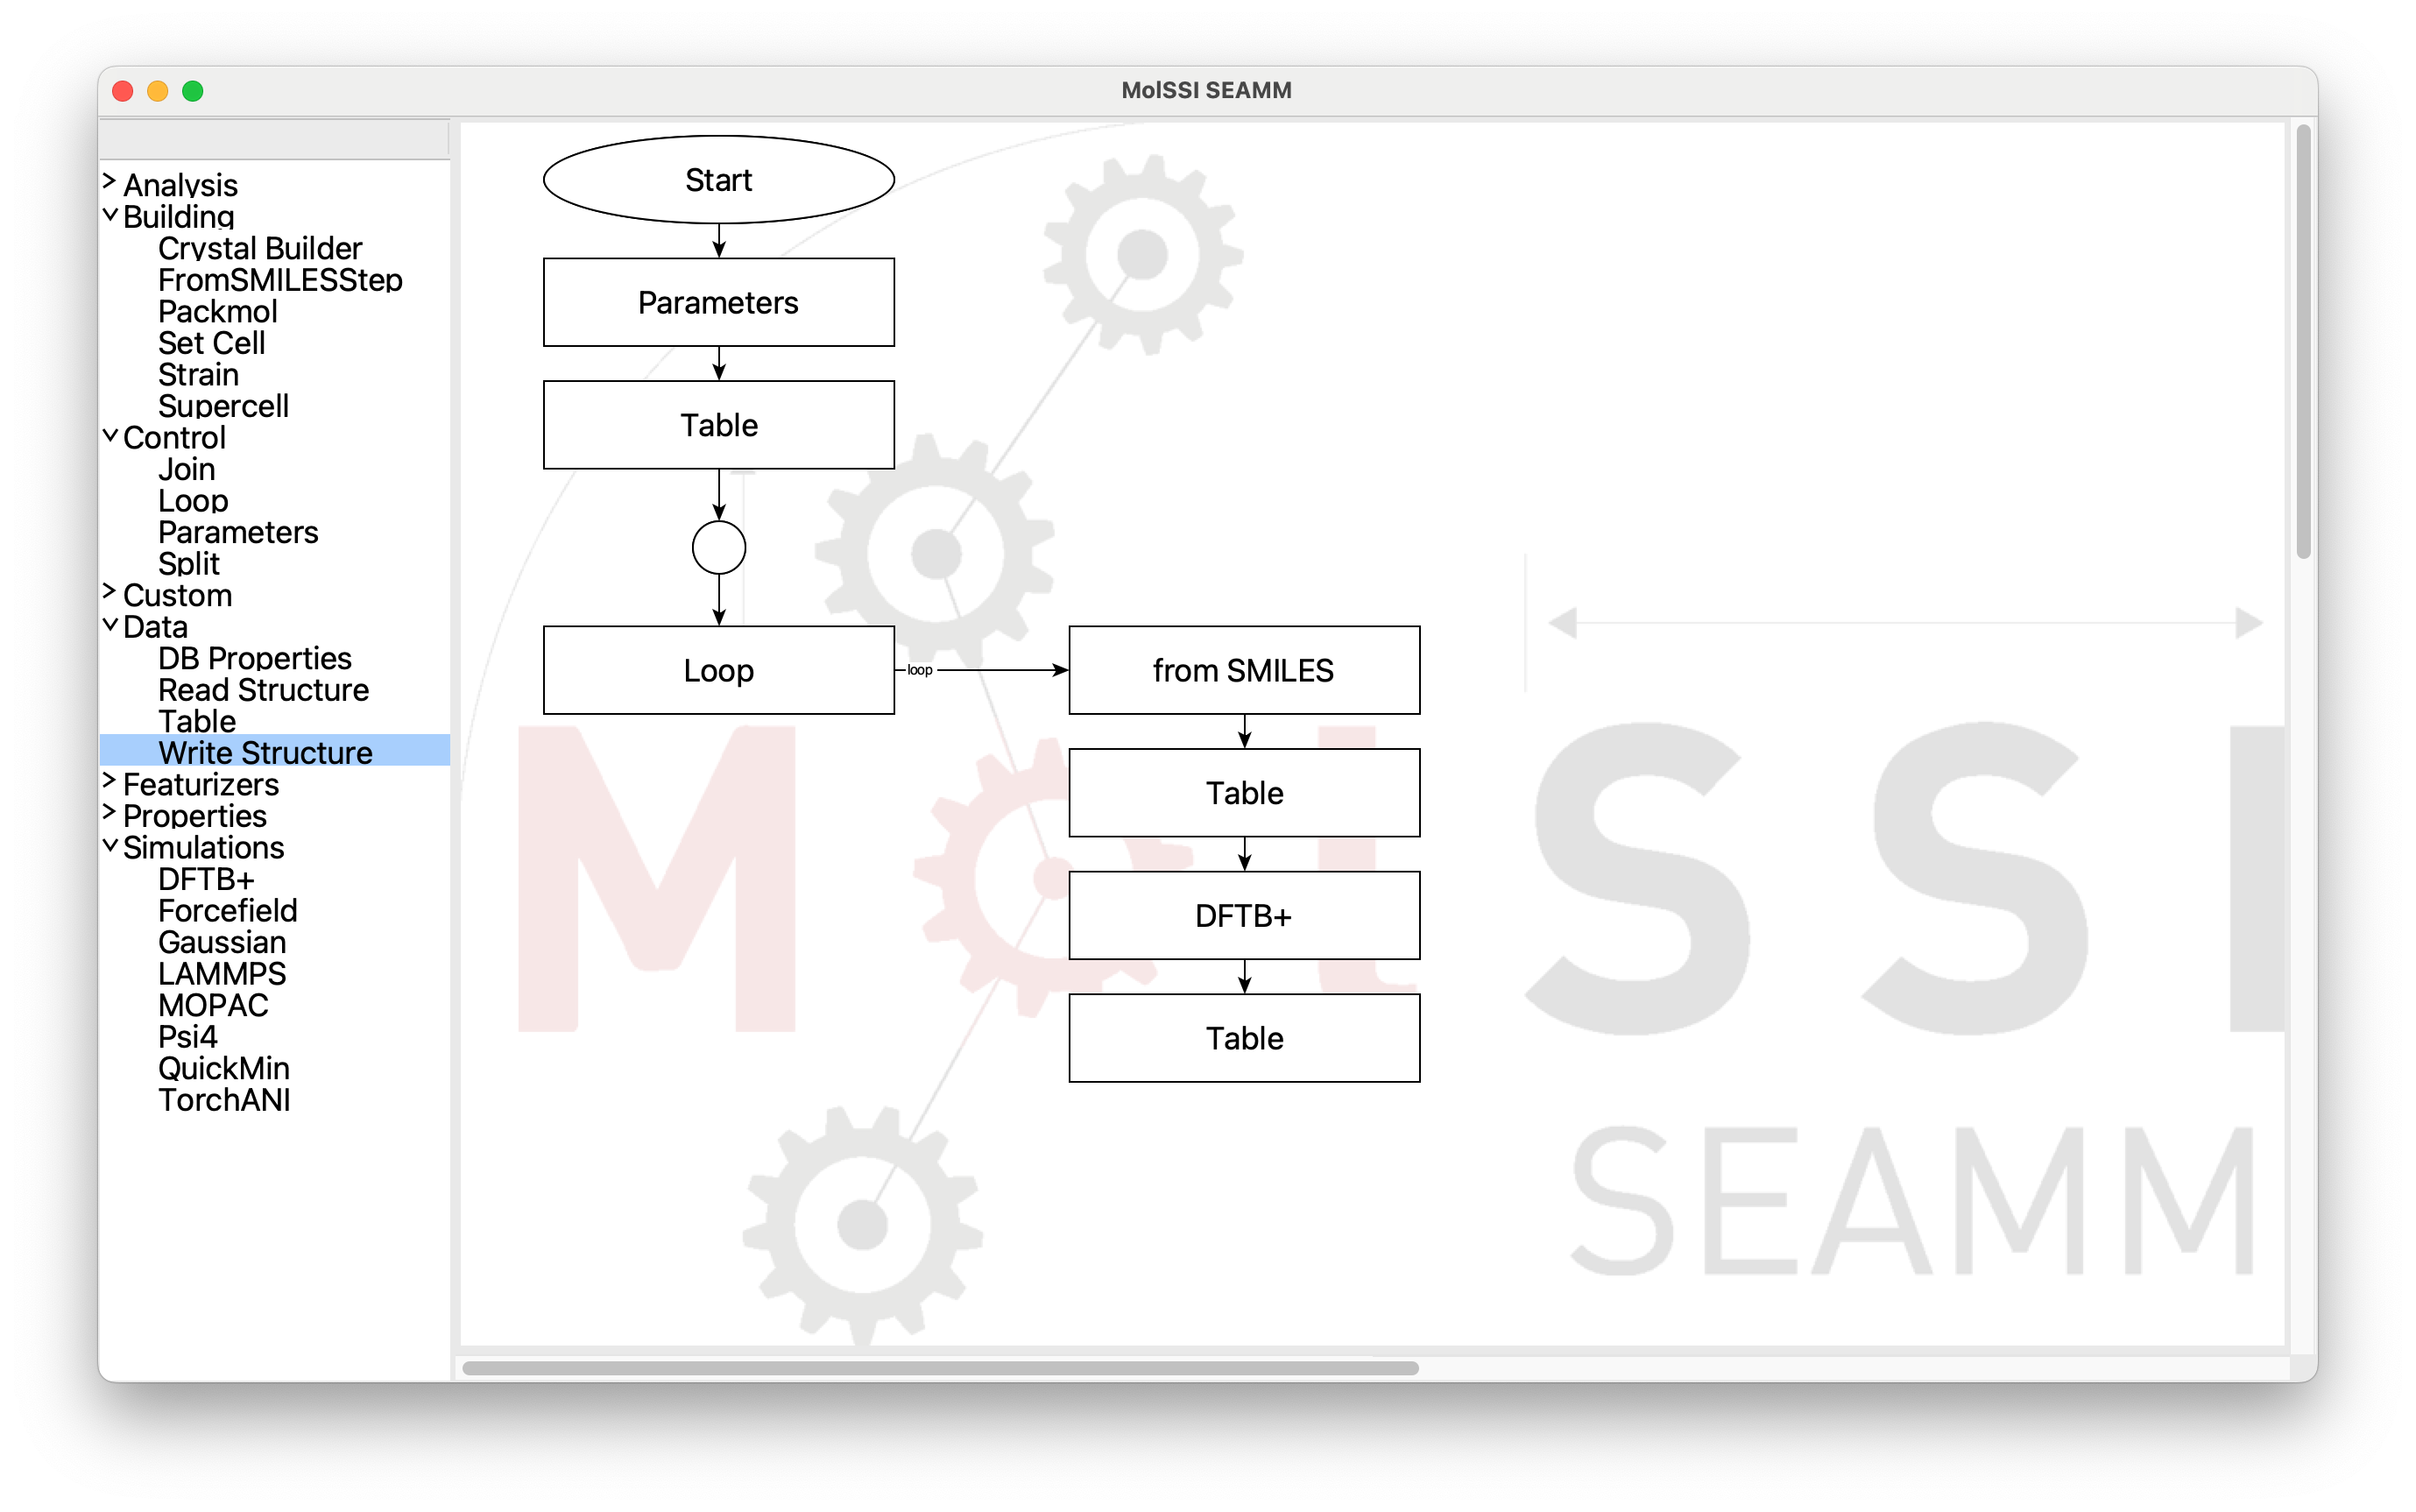 MolSSI SEAMM
Analysis
Building
Crystal Builder
FromSMILESStep
Packmol
Set Cell
Strain
Supercell
Control
Join
Loop
Parameters
Split
Custom
Data
DB Properties
Read Structure
Table
Write Structure
Featurizers
Properties
Simulations
DFTB+
Forcefield
Gaussian
LAMMPS
MOPAC
Psi4
QuickMin
TorchANI
Start
Parameters
Table
Loop
loop
from SMILES
Table
DFTB+
Table
MolSSI
SEAMM